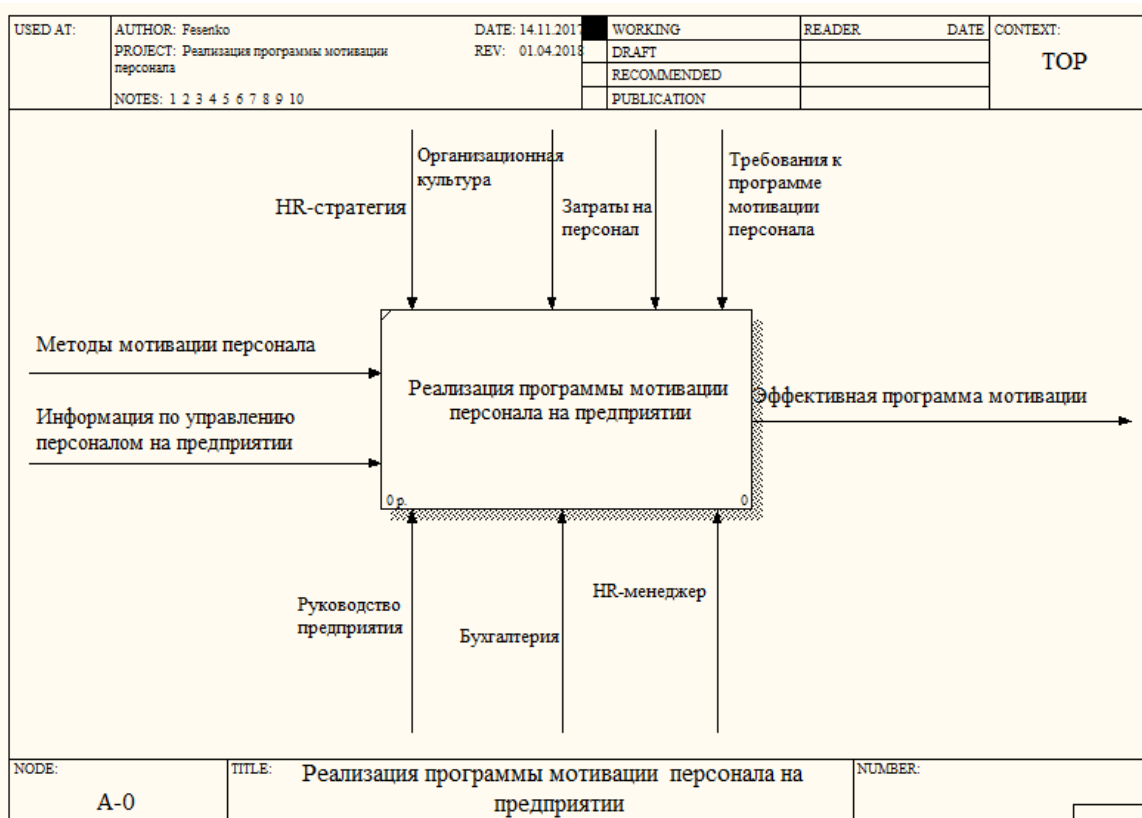 USED AT:
AUTHOR: Fesenko
DATE: 14.11.2017
PROJECT: Реализация программы мотивации
персонала
REV: 01.04.2018
NOTES: 1 2 3 4 5 6 7 8 9 10
WORKING
DRAFT
RECOMMENDED
PUBLICATION
READER
DATE
CONTEXT:
TOP
Организационная
культура
HR-стратегия
Затраты на
персонал
Требования к
программе
мотивации
персонала
Методы мотивации персонала
Информация по управлению
персоналом на предприятии
Реализация программы мотивации
персонала на предприятии
0 р.
0
Эффективная программа мотивации
Руководство
предприятия
Бухгалтерия
HR-менеджер
NODE:
A-0
TITLE:
Реализация программы мотивации персонала на
предприятии
NUMBER: